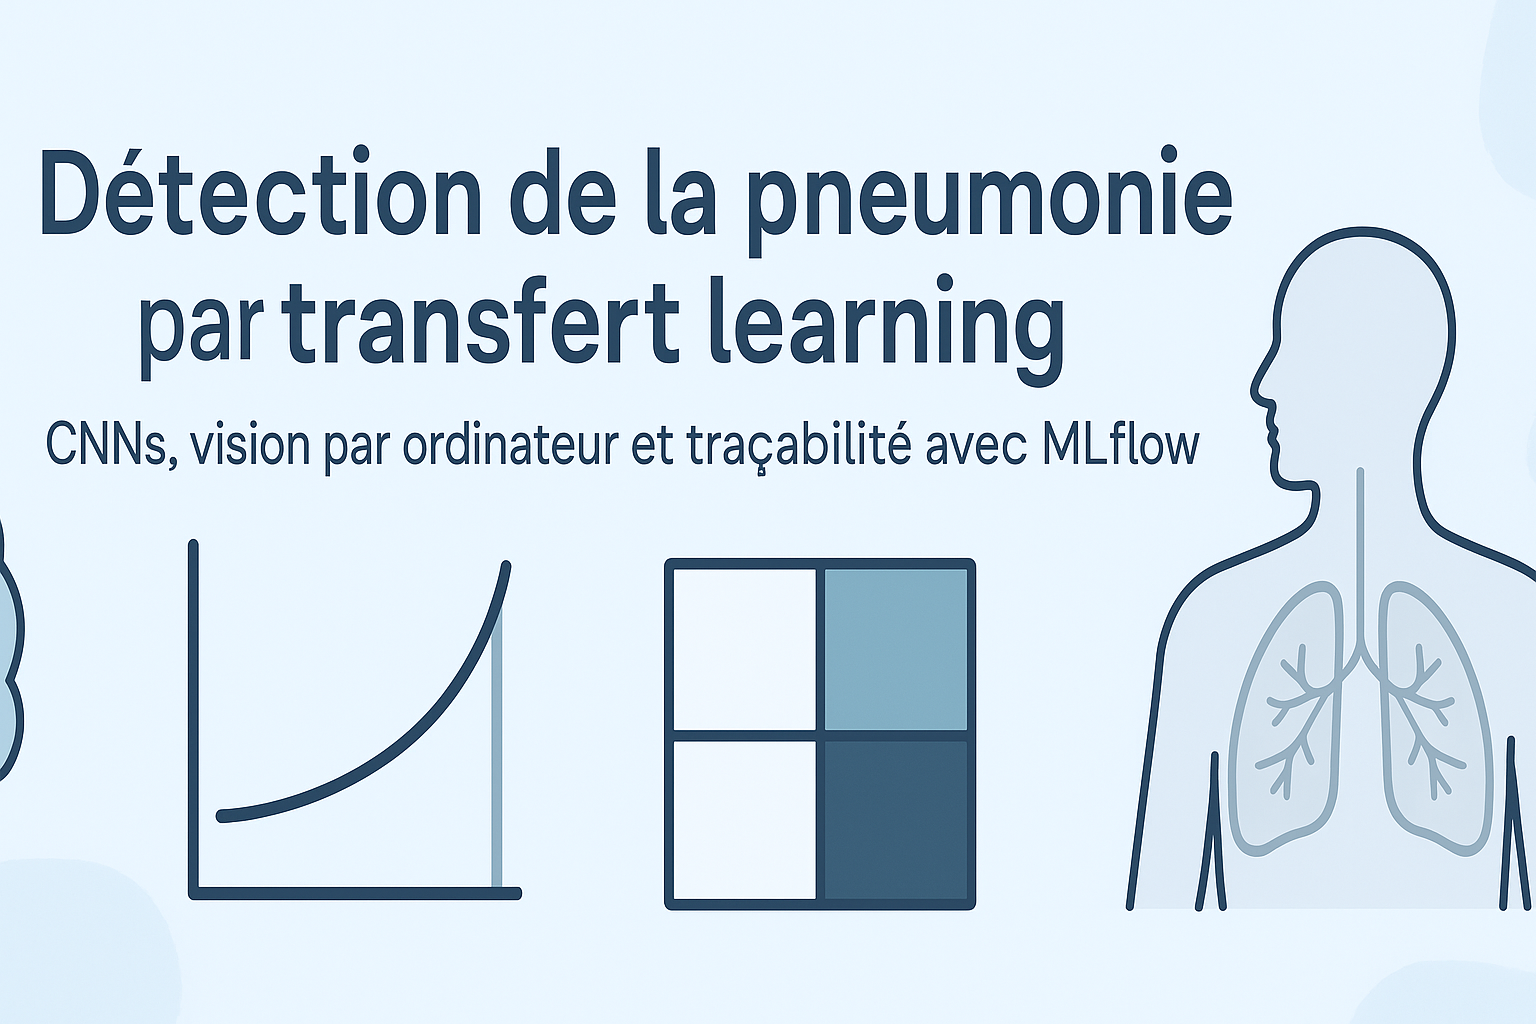 Détection de la pneumonie
par transfert learning
CNNs, vision par ordinateur et traçabilité avec MLflow